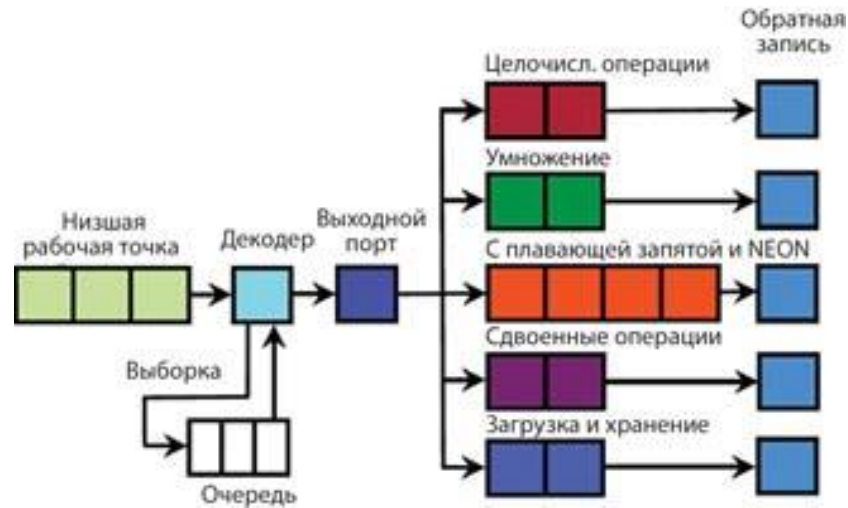 Обратная
запись
Целочисл. операции
Умножение
Низшая
рабочая точка
Декодер
Выходной
порт
С плавающей запятой и NEON
Сдвоенные операции
Выборка
Загрузка и хранение
Очередь